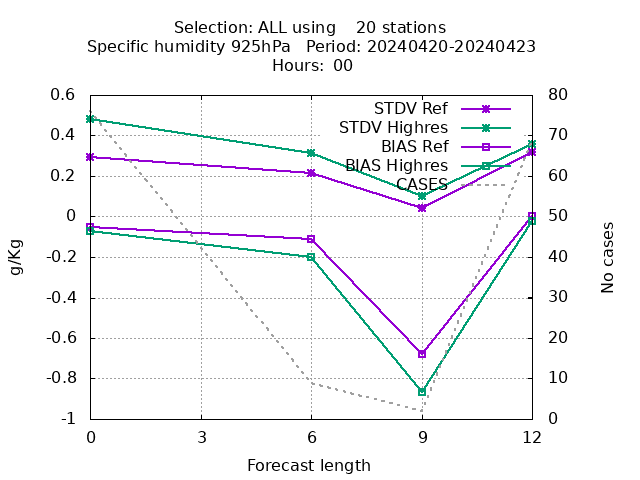 Selection: ALL using    20 stations
Specific humidity 925hPa   Period: 20240420-20240423
Hours:  00
STDV Ref
STDV Highres
BIAS Ref
BIAS Highres
CASES
0.6
0.4
0.2
0
-0.2
-0.4
-0.6
-0.8
-1
g/Kg
80
70
60
50
40
30
20
10
0
No cases
0 3 6 9 12
Forecast length